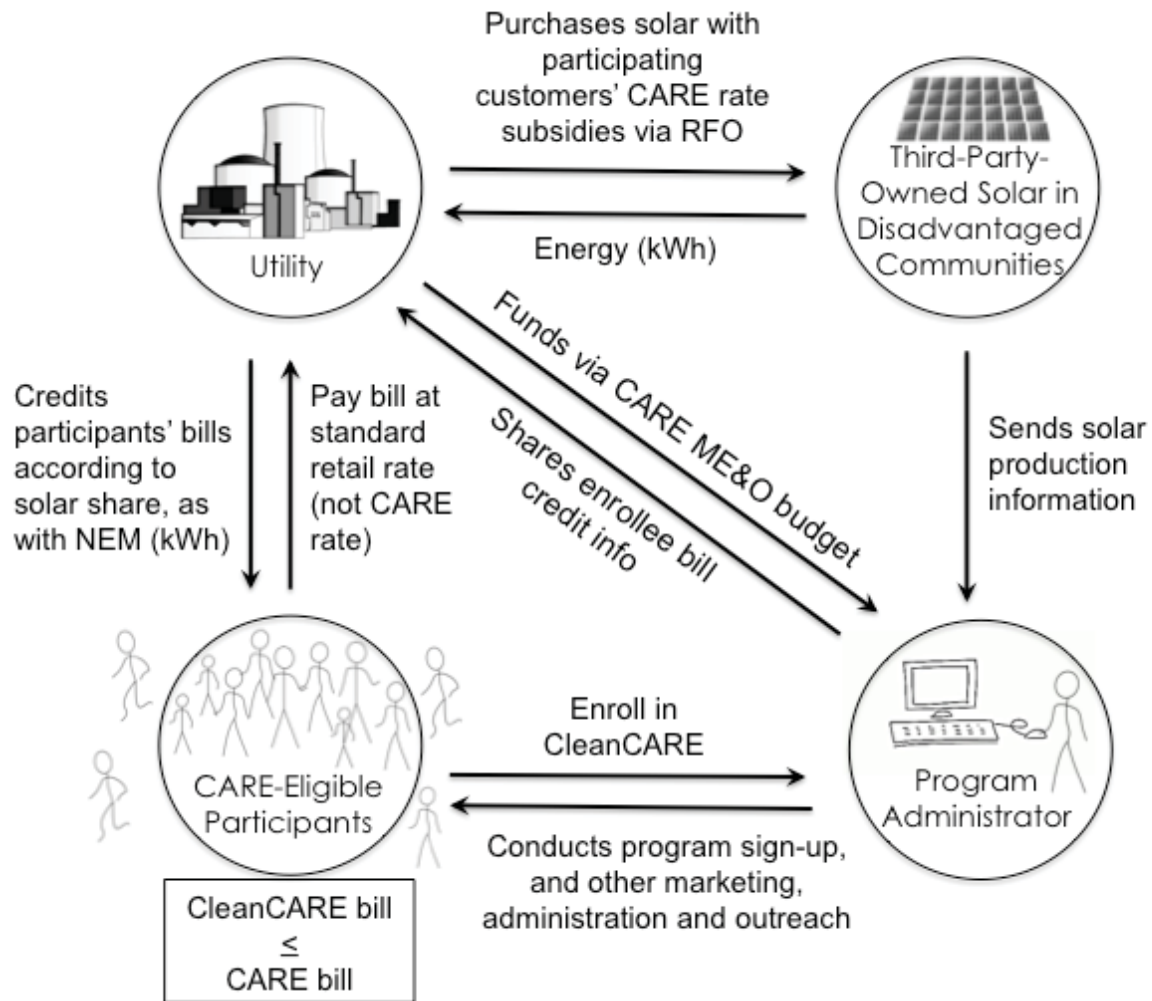 Purchases solar with
participating
customers' CARE rate
subsidies via RFO
Utility
Third-Party-
Owned Solar in
Disadvantaged
Communities
Energy (kWh)
Funds via CARE ME&O budget
Shares enrollee bill
credit info
Credits
participants' bills
according to
solar share, as
with NEM (kWh)
Pay bill at
standard
retail rate
(not CARE
rate)
Sends solar
production
information
CARE-Eligible
Participants
Enroll in
CleanCARE
Program
Administrator
Conducts program sign-up,
and other marketing,
administration and outreach
CleanCARE bill
≤
CARE bill